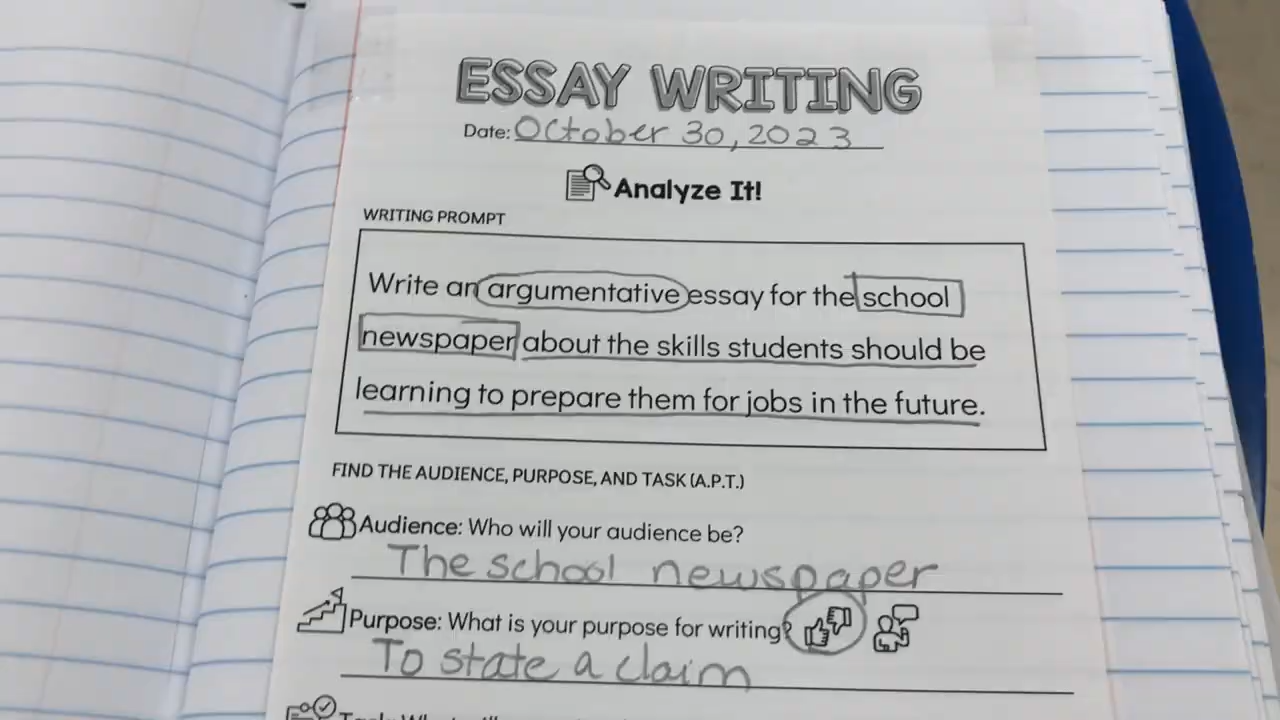 ESSAY WRITING
Date: October 30, 2023
Analyze It!
WRITING PROMPT
Write an argumentative essay for the school
newspaper about the skills students should be
learning to prepare them for jobs in the future.
FIND THE AUDIENCE, PURPOSE, AND TASK (A.P.T.)
Audience: Who will your audience be?
The school newspaper
Purpose: What is your purpose for writing?
To state a claim